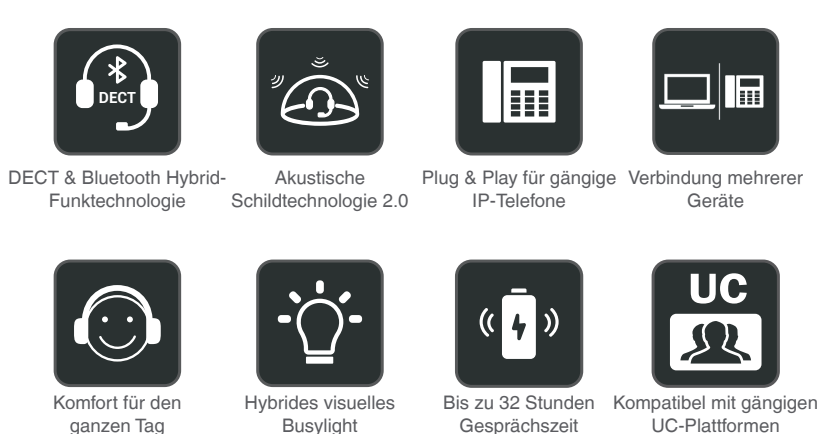 DECT
DECT & Bluetooth Hybrid-
Funktechnologie
Akustische
Schildtechnologie 2.0
Plug & Play für gängige
IP-Telefone
Verbindung mehrerer
Geräte
Komfort für den
ganzen Tag
Hybrides visuelles
Busylight
Bis zu 32 Stunden
Gesprächszeit
UC
Kompatibel mit gängigen
UC-Plattformen